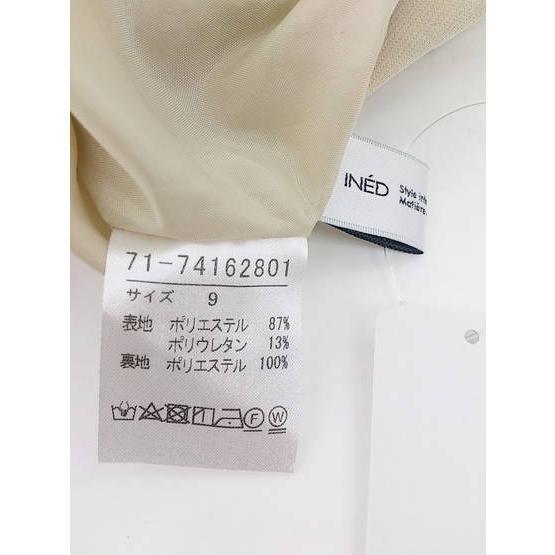 INÉD
Style
Matière
71-74162801
サイズ 9
表地 ポリエステル 87%
ポリウレタン 13%
裏地 ポリエステル 100%
F W